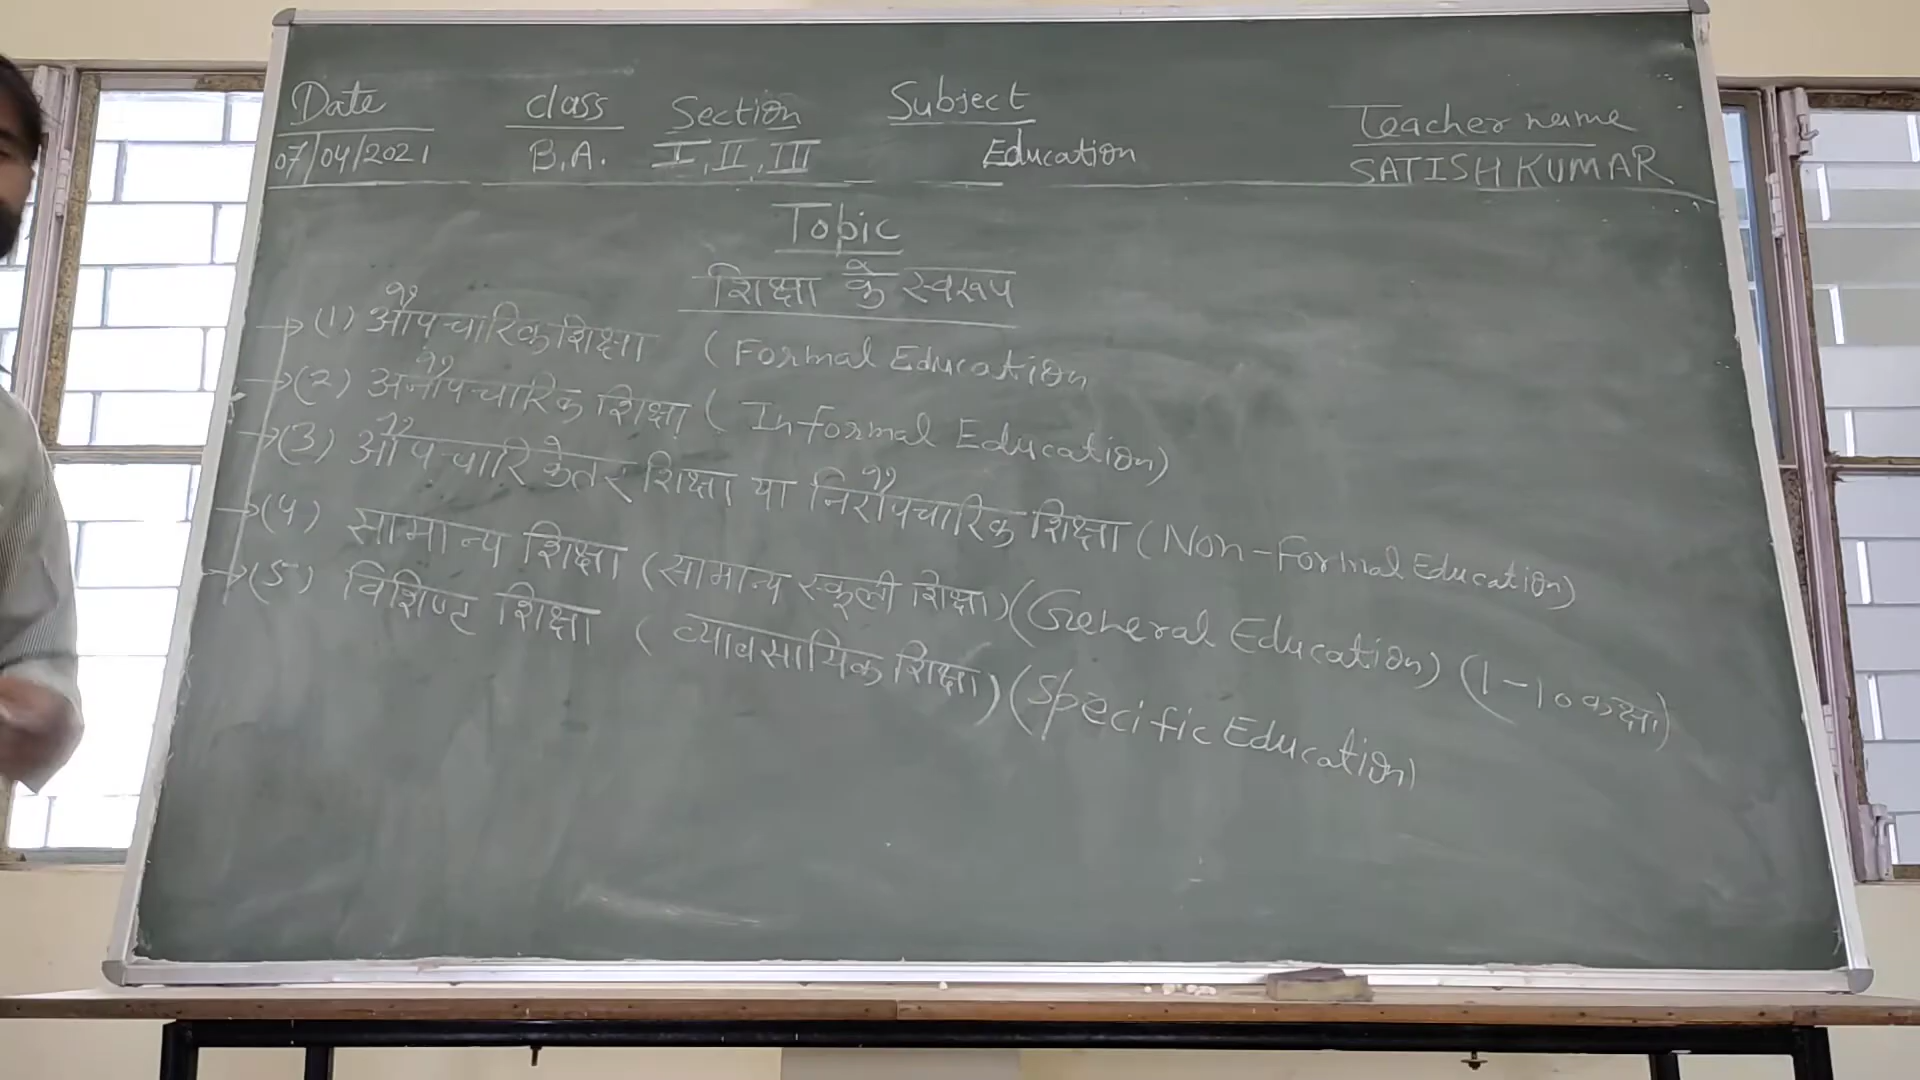 Date class Section Subject Teacher name
07/04/2021 B.A. I, II, III Education SATISH KUMAR
Topic
शिक्षा के स्वरूप
(1) औपचारिक शिक्षा (Formal Education
(2) अनौपचारिक शिक्षा (Informal Education)
(3) औपचारिकेतर शिक्षा या निरौपचारिक शिक्षा (Non-Formal Education)
(4) सामान्य शिक्षा (सामान्य स्कूली शिक्षा) (General Education) (1-10 कक्षा)
(5) विशिष्ट शिक्षा (व्यावसायिक शिक्षा) (Specific Education)